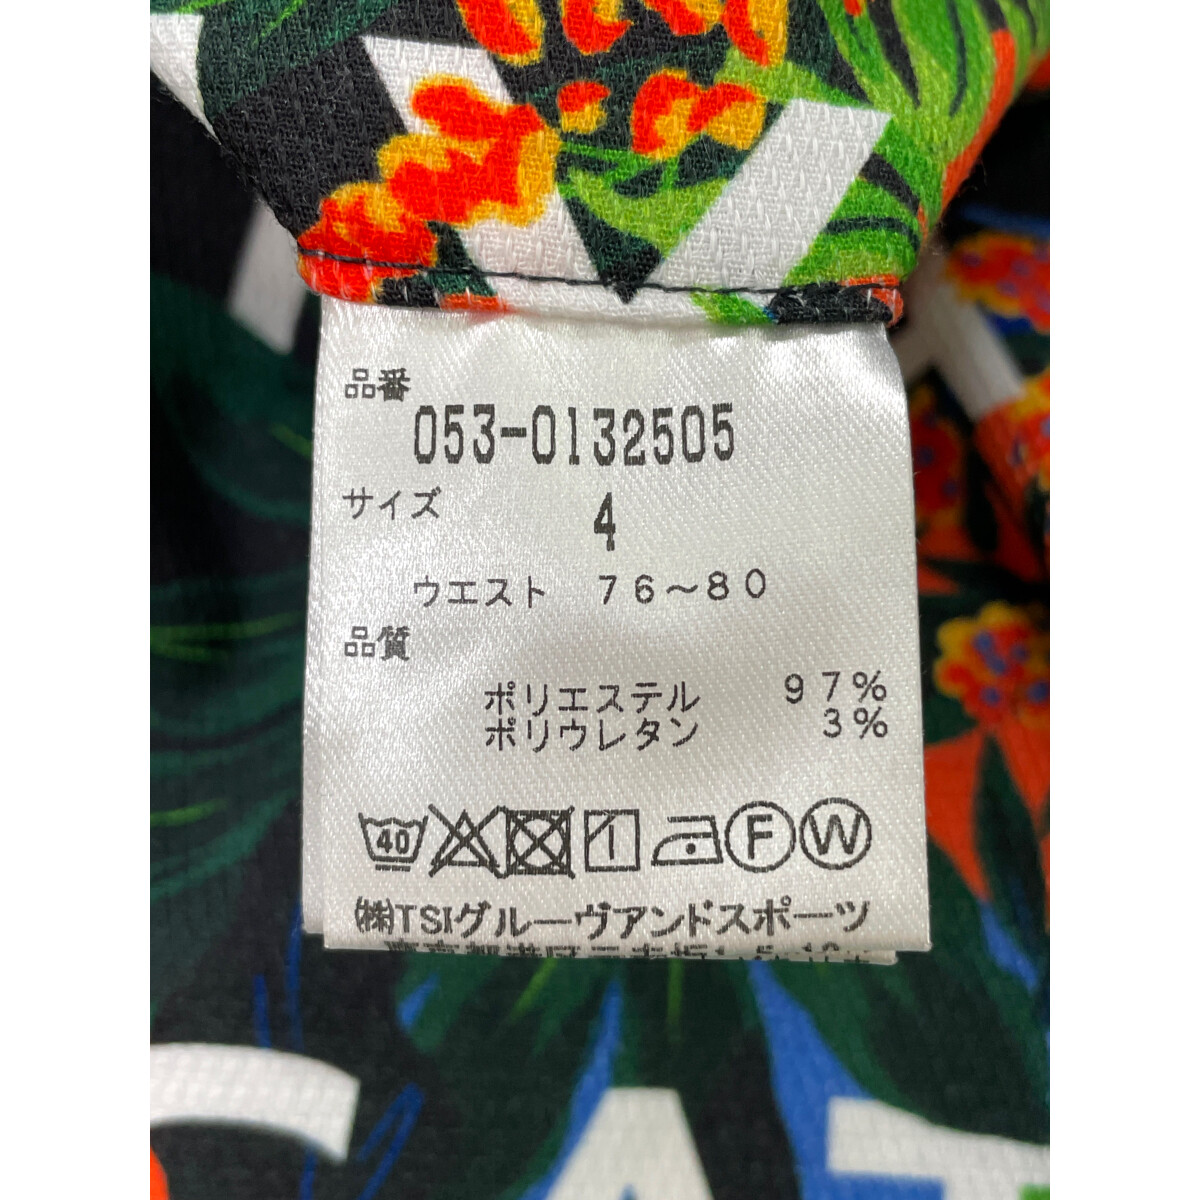 品番
053-0132505
サイズ
4
ウエスト 76~80
品質
ポリエステル 97%
ポリウレタン 3%
40 F W
㈱TSIグルーヴアンドスポーツ